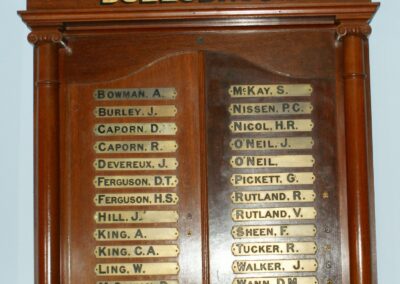 BOWMAN, A.
BURLEY, J.
CAPORN, D.
CAPORN, R.
DEVEREUX, J.
FERGUSON, D.T.
FERGUSON, H.S.
HILL, J.
KING, A.
KING, C.A.
LING, W.
MCKAY, S.
NISSEN, P.C.
NICOL, H.R.
O'NEIL, J.
O'NEIL,
PICKETT, G.
RUTLAND, R.
RUTLAND, V.
SHEEN, F.
TUCKER, R.
WALKER, J.
WANN, D.M.